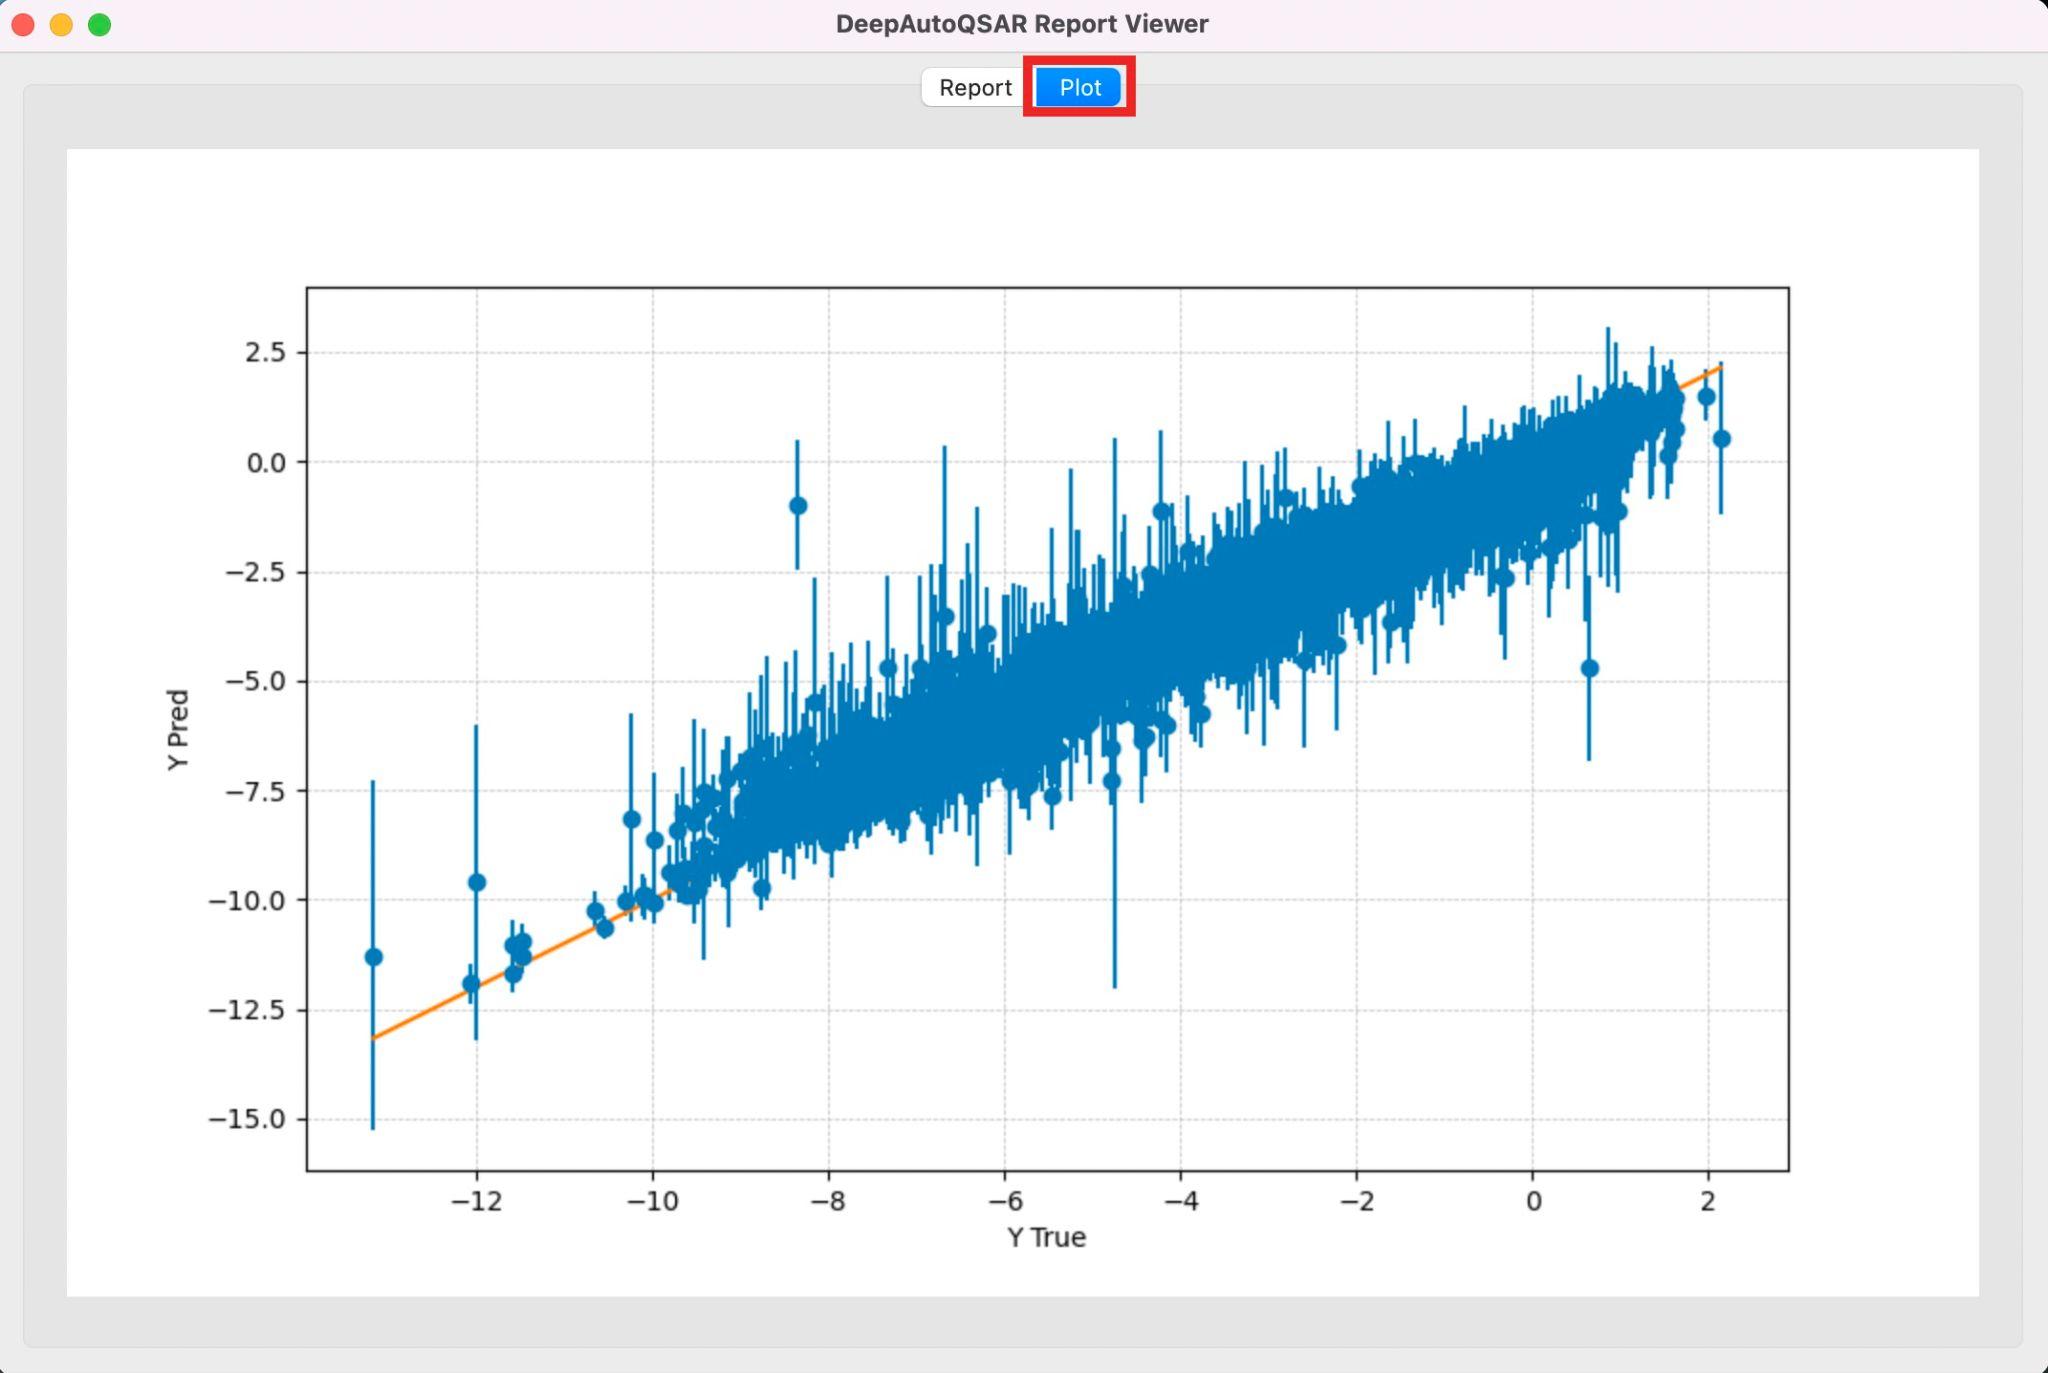 DeepAutoQSAR Report Viewer
Report Plot
2.5
0.0
−2.5
−5.0
−7.5
−10.0
−12.5
−15.0
Y Pred
−12 −10 −8 −6 −4 −2 0 2
Y True